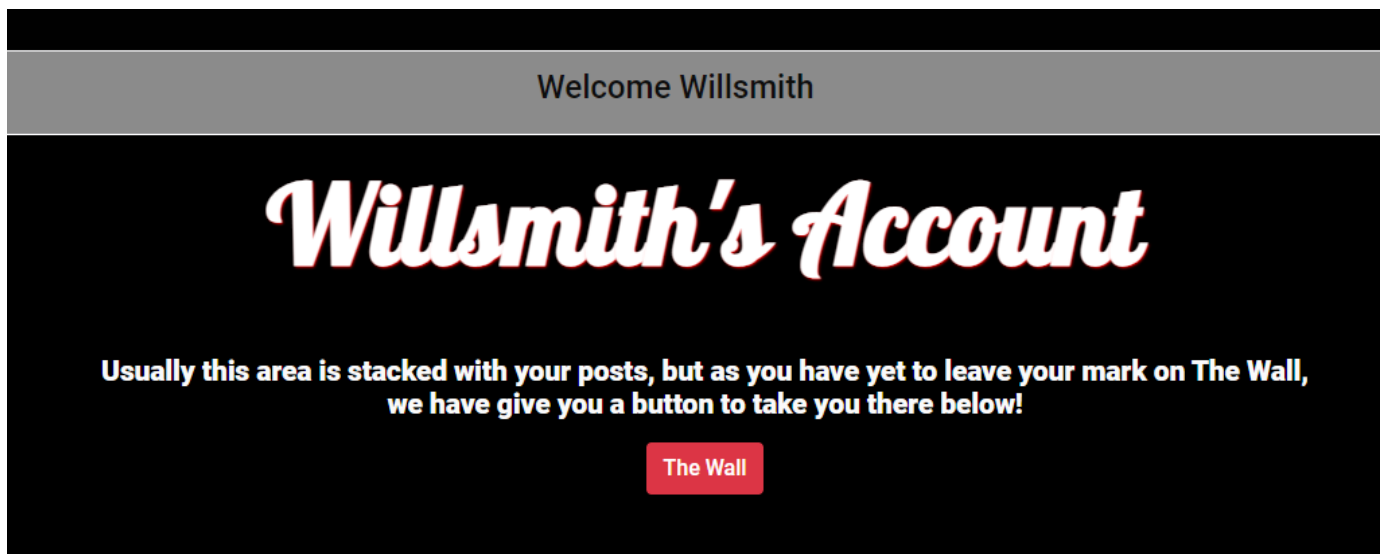 Welcome Willsmith
Willsmith's Account
Usually this area is stacked with your posts, but as you have yet to leave your mark on The Wall,
we have give you a button to take you there below!
The Wall